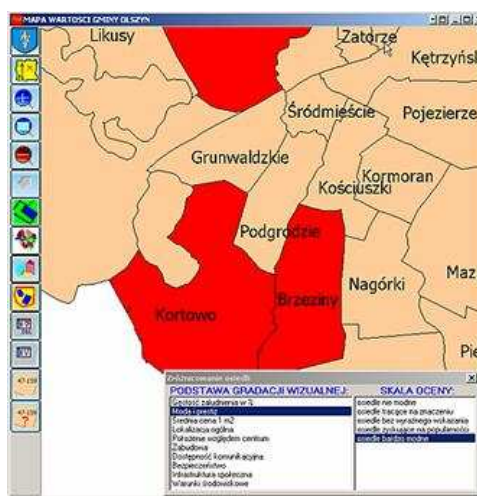 MAPA WARTOŚCI GMINY OLSZYN
Likusy
Zatorze
Kętrzyńsk
Śródmieście
Pojezierze
Grunwaldzkie
Kormoran
Kościuszki
Podgrodzie
Nagórki
Maz
Kortowo
Brzeziny
Pie
Zróżnicowanie osiedli
PODSTAWA GRADACJI WIZUALNEJ:
SKALA OCENY:
Gęstość zaludnienia w %
Moda i prestiż
Średnia cena 1 m2
Lokalizacja ogólna
Położenie względem centrum
Zabudowa
Dostępność komunikacyjna
Bezpieczeństwo
Infrastruktura społeczna
Warunki środowiskowe
osiedle nie modne
osiedle tracące na znaczeniu
osiedle bez wyraźnego wskazania
osiedle zyskujące na popularności
osiedle bardzo modne